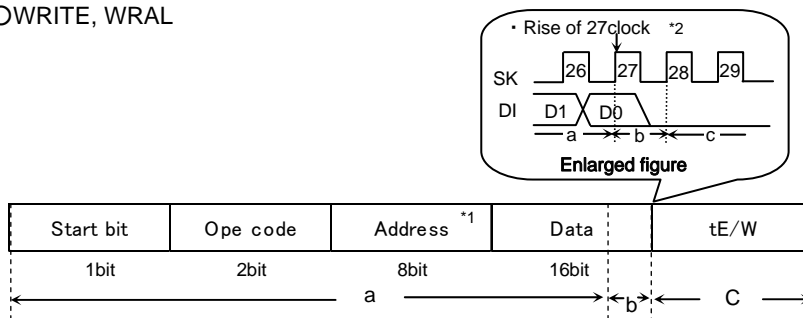 ○WRITE, WRAL
・Rise of 27clock *2
SK 26 27 28 29
DI D1 D0
a b c
Enlarged figure
Start bit Ope code Address *1 Data tE/W
1bit 2bit 8bit 16bit
a b C